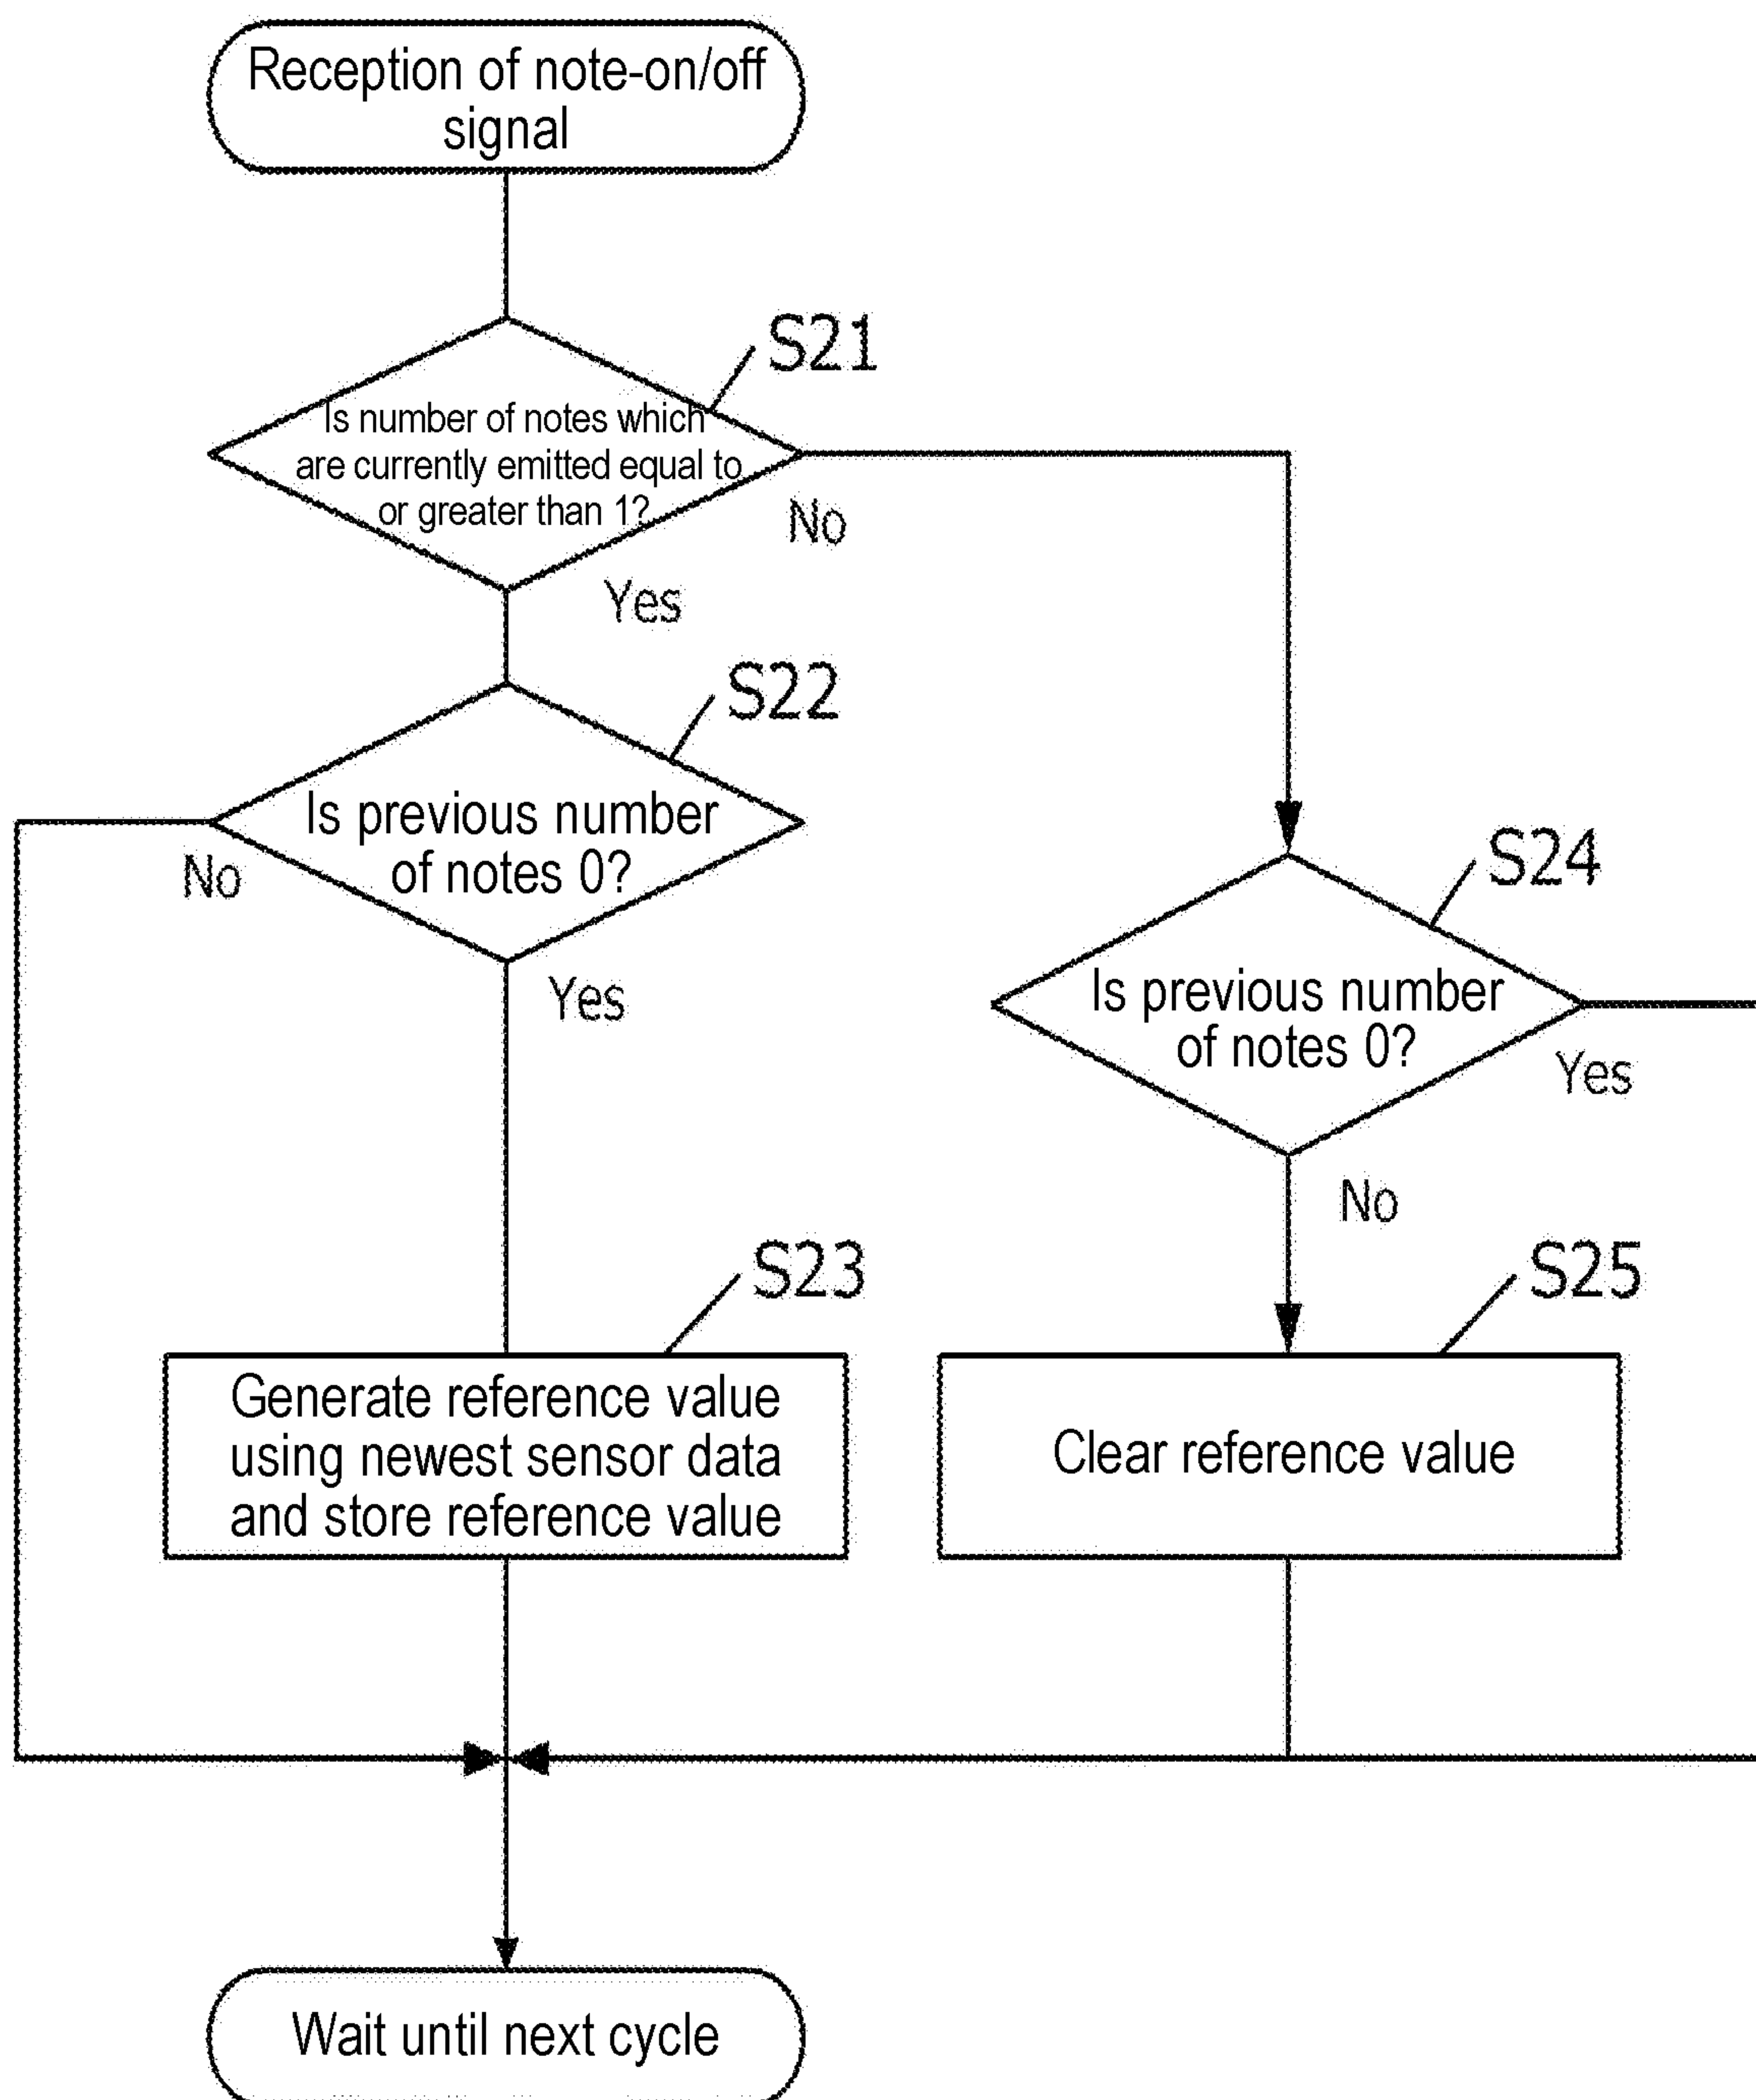 Reception of note-on/off
signal
S21
Is number of notes which
are currently emitted equal to
or greater than 1?
No
Yes
S22
Is previous number
of notes 0?
No
Yes
S24
Is previous number
of notes 0?
Yes
No
S23
Generate reference value
using newest sensor data
and store reference value
S25
Clear reference value
Wait until next cycle